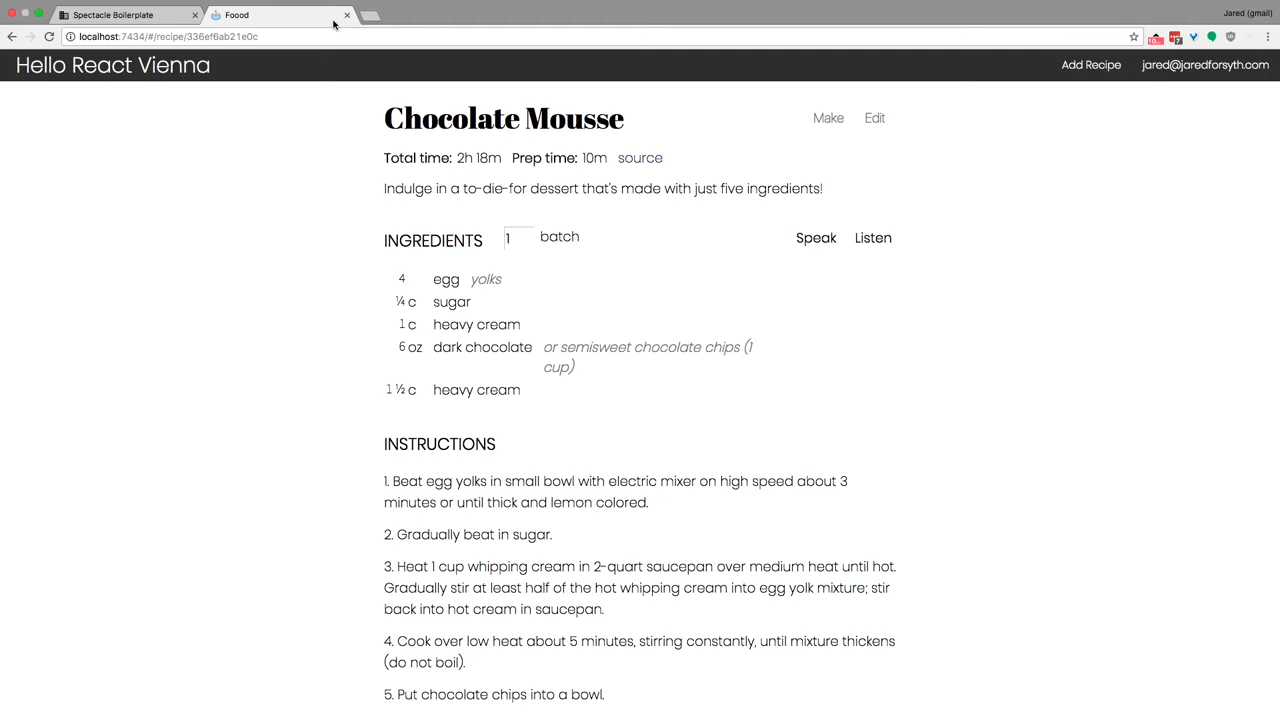 Spectacle Boilerplate
Foood
Jared (gmail)
localhost:7434/#/recipe/336ef6ab21e0c
Hello React Vienna
Add Recipe
jared@jaredforsyth.com
Chocolate Mousse
Make
Edit
Total time: 2h 18m Prep time: 10m source
Indulge in a to-die-for dessert that's made with just five ingredients!
INGREDIENTS 1 batch
Speak
Listen
4 egg yolks
¼ c sugar
1 c heavy cream
6 oz dark chocolate or semisweet chocolate chips (1
cup)
1 ½ c heavy cream
INSTRUCTIONS
1. Beat egg yolks in small bowl with electric mixer on high speed about 3
minutes or until thick and lemon colored.
2. Gradually beat in sugar.
3. Heat 1 cup whipping cream in 2-quart saucepan over medium heat until hot.
Gradually stir at least half of the hot whipping cream into egg yolk mixture; stir
back into hot cream in saucepan.
4. Cook over low heat about 5 minutes, stirring constantly, until mixture thickens
(do not boil).
5. Put chocolate chips into a bowl.